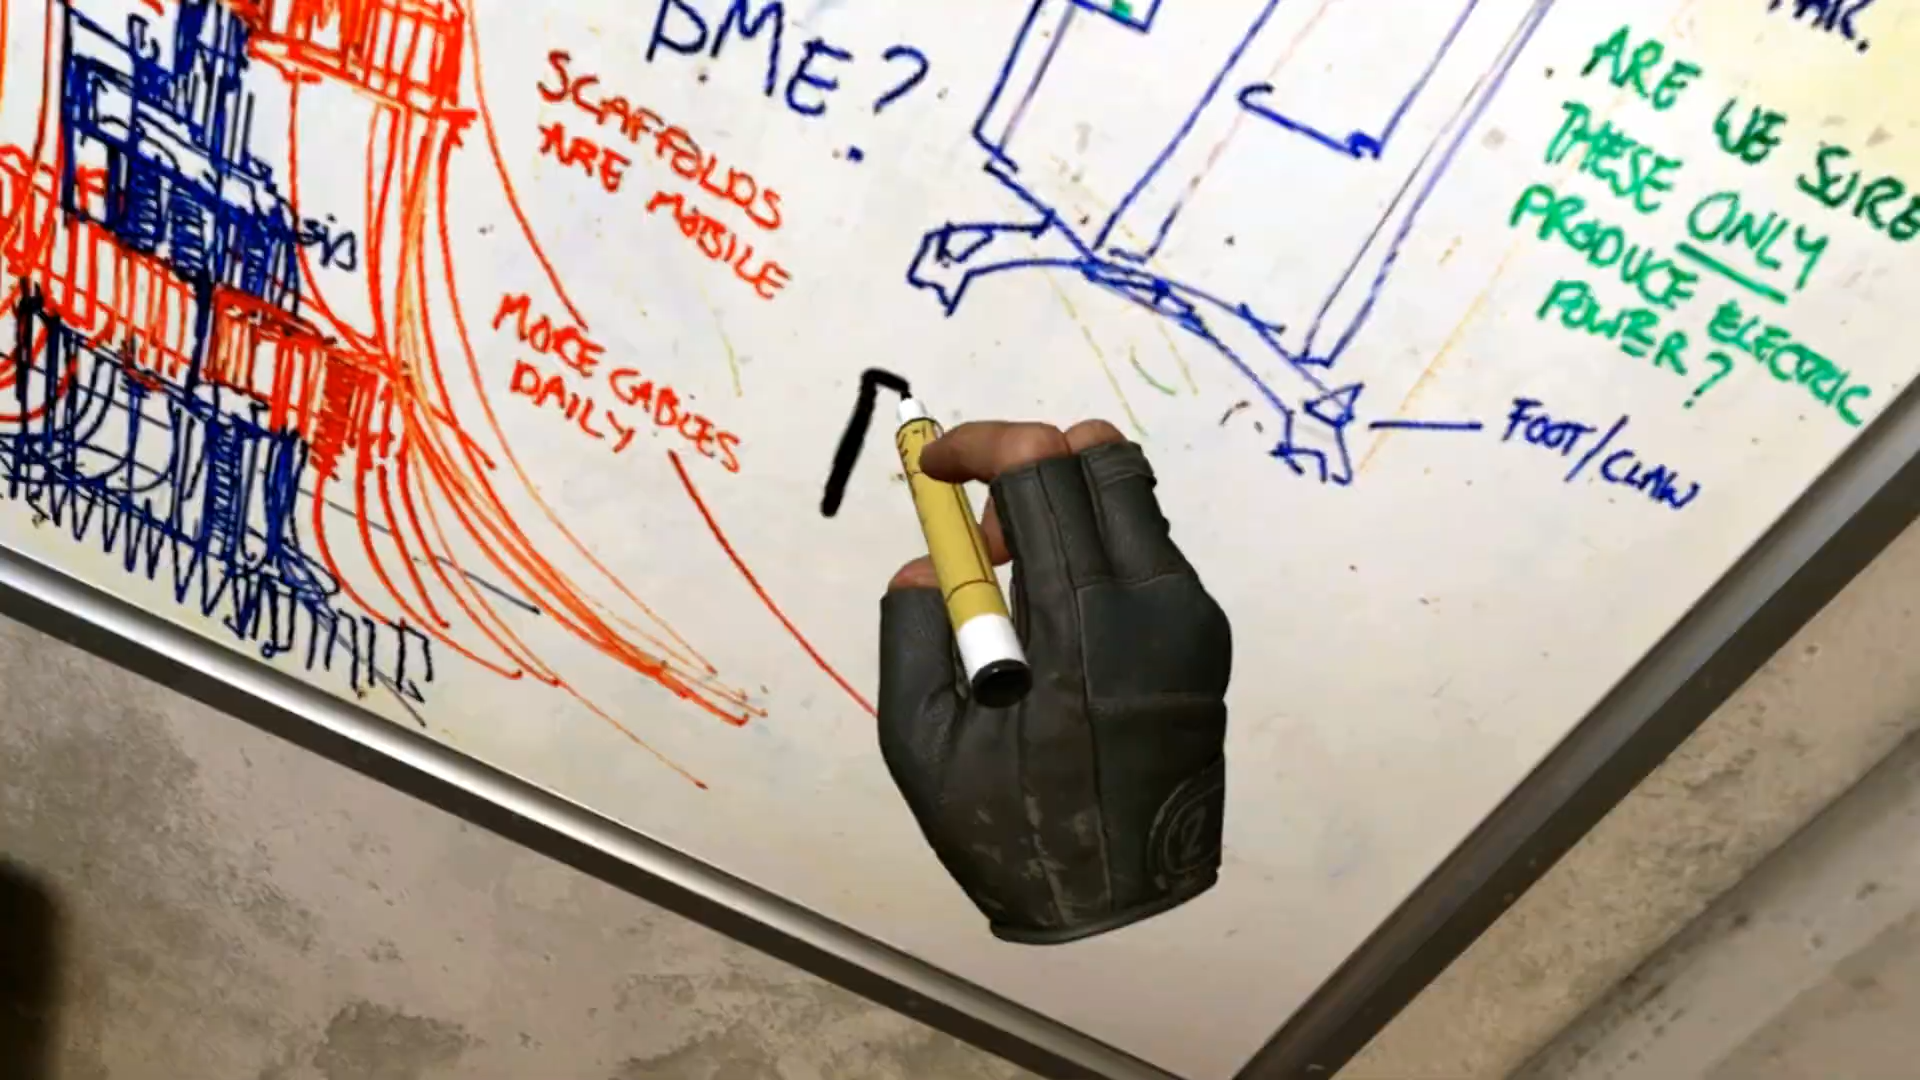 DME?
SCAFFOLDS
ARE MOBILE
MORE CABLES
DAILY
ARE WE SURE
THESE ONLY
PRODUCE ELECTRIC
POWER?
FOOT/CLAW